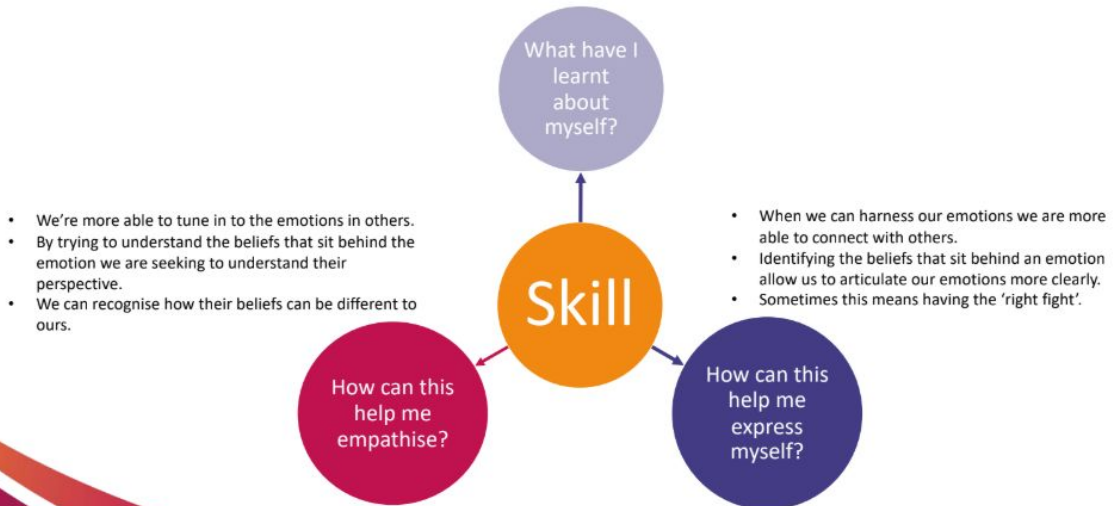 What have I
learnt
about
myself?
• We’re more able to tune in to the emotions in others.
• By trying to understand the beliefs that sit behind the
emotion we are seeking to understand their
perspective.
• We can recognise how their beliefs can be different to
ours.
Skill
• When we can harness our emotions we are more
able to connect with others.
• Identifying the beliefs that sit behind an emotion
allow us to articulate our emotions more clearly.
• Sometimes this means having the ‘right fight’.
How can this
help me
empathise?
How can this
help me
express
myself?